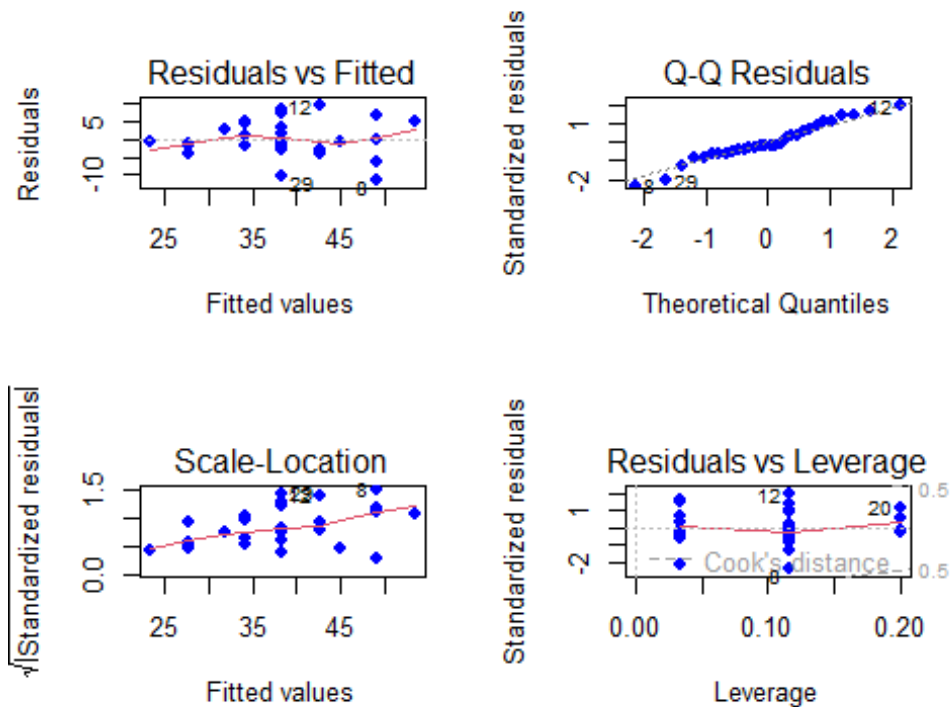 Residuals vs Fitted
Residuals
5
-10
12
29
8
25 35 45
Fitted values
Q-Q Residuals
Standardized residuals
1
-2
12
8
29
-2 -1 0 1 2
Theoretical Quantiles
Scale-Location
√|Standardized residuals|
1.5
0.0
8
25 35 45
Fitted values
Residuals vs Leverage
Standardized residuals
1
-2
12
20
8
Cook's distance
0.5
0.5
0.00 0.10 0.20
Leverage